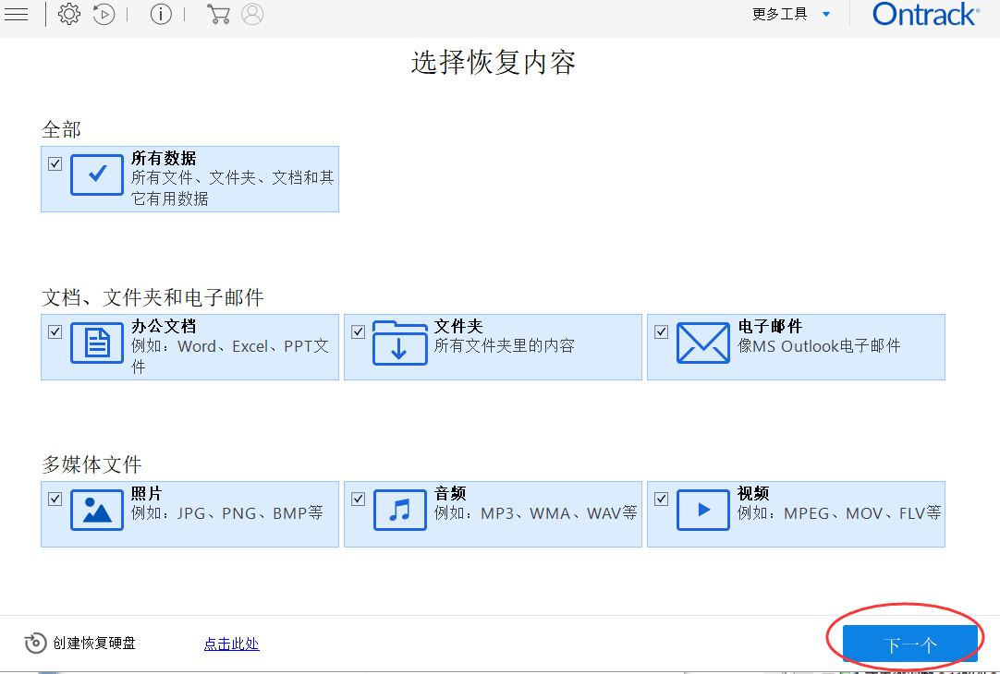 更多工具
Ontrack®
选择恢复内容
全部
所有数据
所有文件、文件夹、文档和其
它有用数据
文档、文件夹和电子邮件
办公文档
例如：Word、Excel、PPT文
件
文件夹
所有文件夹里的内容
电子邮件
像MS Outlook电子邮件
多媒体文件
照片
例如：JPG、PNG、BMP等
音频
例如：MP3、WMA、WAV等
视频
例如：MPEG、MOV、FLV等
创建恢复硬盘
点击此处
下一个